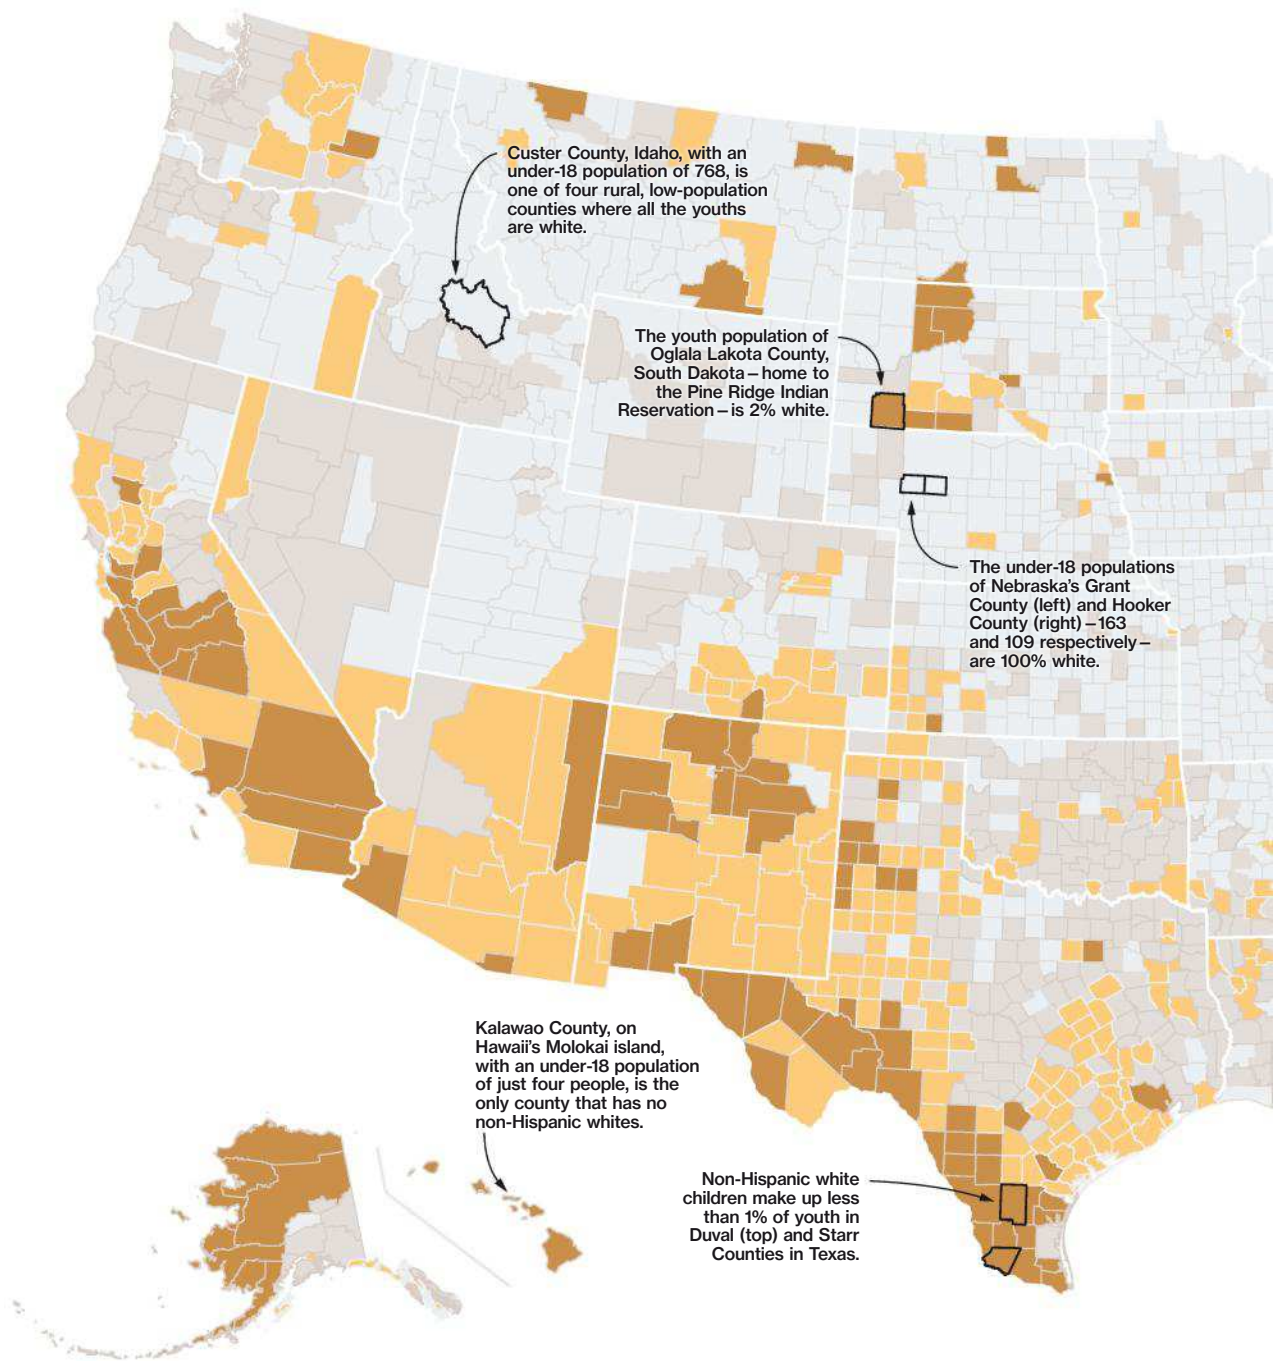 Custer County, Idaho, with an
under-18 population of 768, is
one of four rural, low-population
counties where all the youths
are white.
The youth population of
Oglala Lakota County,
South Dakota—home to
the Pine Ridge Indian
Reservation—is 2% white.
The under-18 populations
of Nebraska's Grant
County (left) and Hooker
County (right)—163
and 109 respectively—
are 100% white.
Kalawao County, on
Hawaii's Molokai island,
with an under-18 population
of just four people, is the
only county that has no
non-Hispanic whites.
Non-Hispanic white
children make up less
than 1% of youth in
Duval (top) and Starr
Counties in Texas.